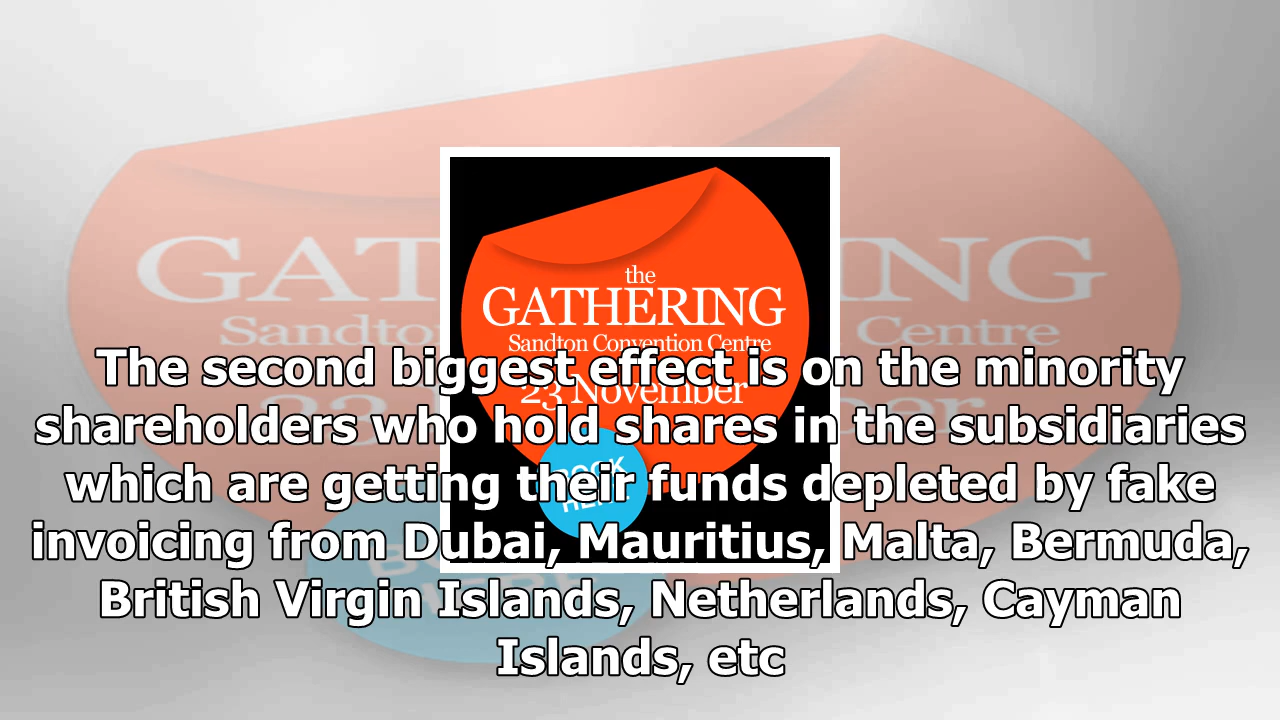 the
GATHERING
Sandton Convention Centre
23 November
The second biggest effect is on the minority
shareholders who hold shares in the subsidiaries
which are getting their funds depleted by fake
invoicing from Dubai, Mauritius, Malta, Bermuda,
British Virgin Islands, Netherlands, Cayman
Islands, etc